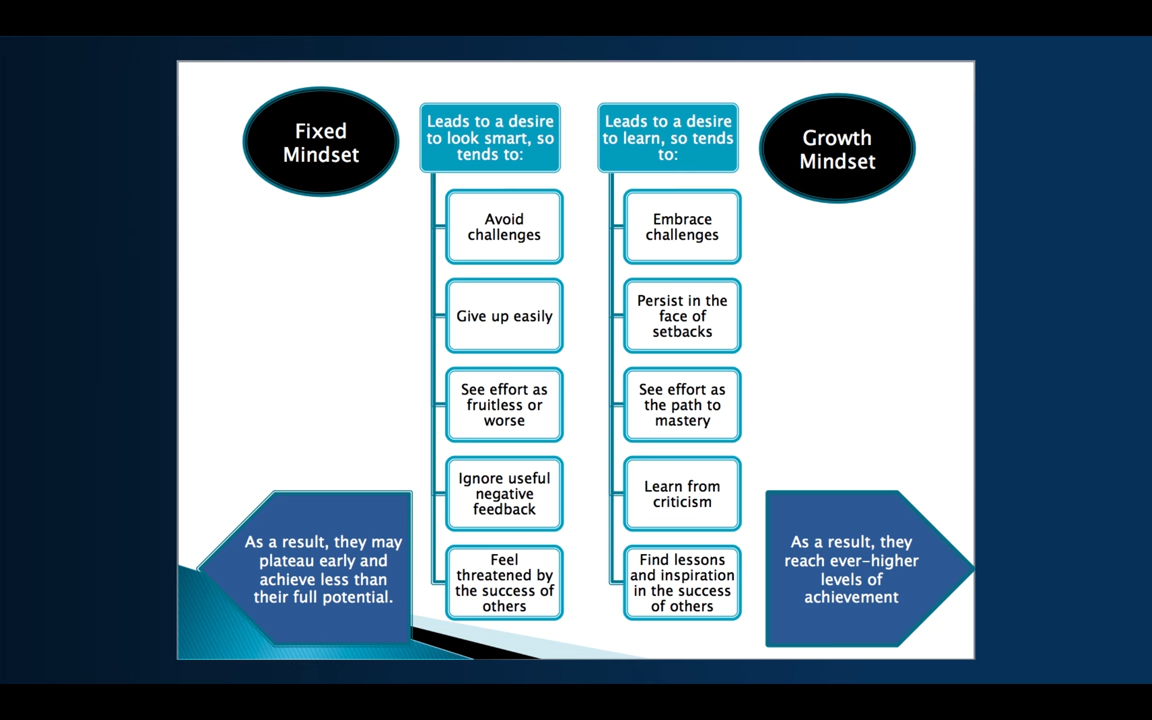 Fixed
Mindset
Leads to a desire
to look smart, so
tends to:
Avoid
challenges
Give up easily
See effort as
fruitless or
worse
Ignore useful
negative
feedback
Feel
threatened by
the success of
others
As a result, they may
plateau early and
achieve less than
their full potential.
Leads to a desire
to learn, so tends
to:
Embrace
challenges
Persist in the
face of
setbacks
See effort as
the path to
mastery
Learn from
criticism
Find lessons
and inspiration
in the success
of others
Growth
Mindset
As a result, they
reach ever-higher
levels of
achievement